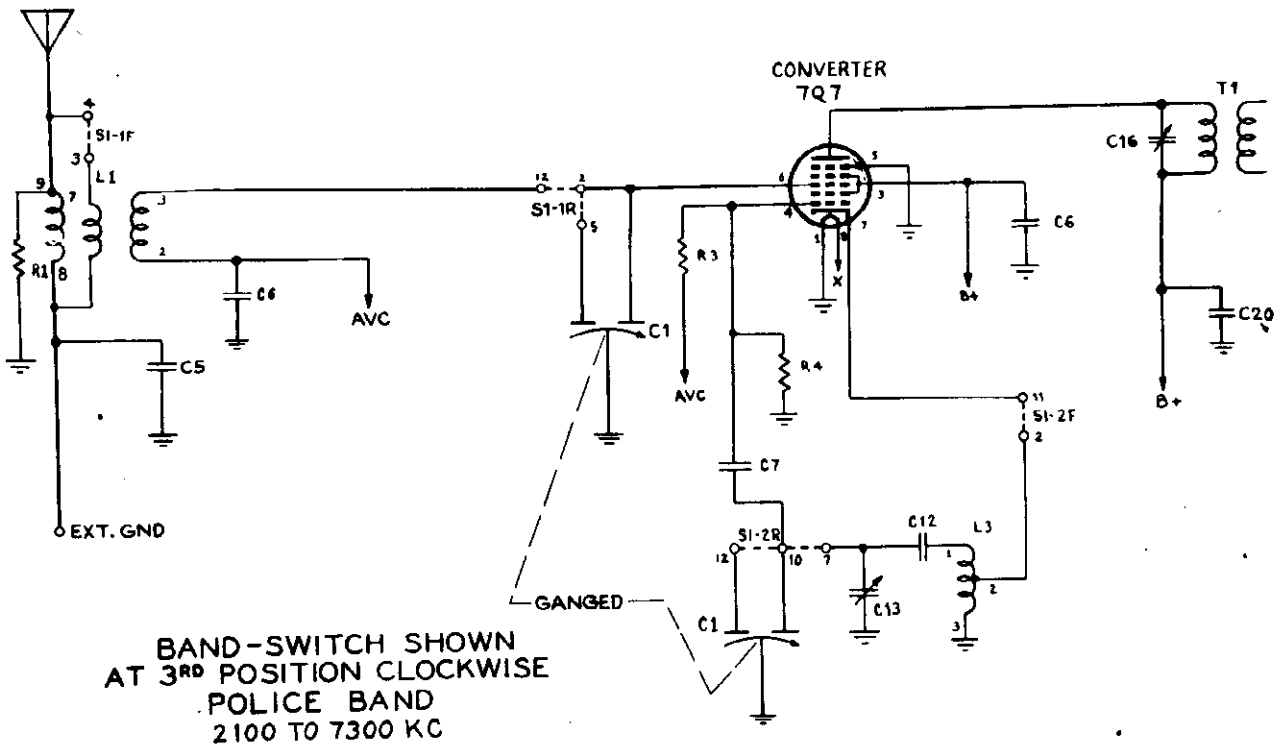 CONVERTER
7Q7
T1
4
S1-1F
3
L1
9
7
R1
8
2
C6
AVC
C5
EXT. GND
12
2
S1-1R
5
C1
6
4
5
3
1
8
7
X
R3
AVC
R4
B+
C6
C16
C20
B+
11
S1-2F
2
C7
S1-2R
12
10
7
C12
L3
1
2
3
C13
GANGED
C1
BAND-SWITCH SHOWN
AT 3RD POSITION CLOCKWISE
POLICE BAND
2100 TO 7300 KC